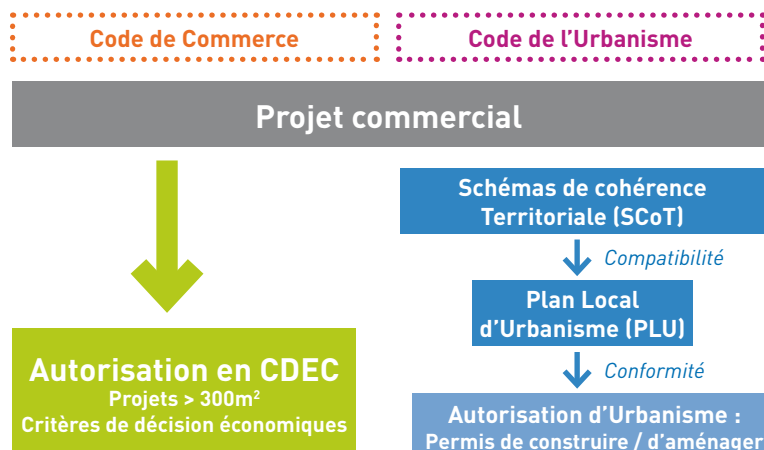 Code de Commerce
Code de l'Urbanisme
Projet commercial
Autorisation en CDEC
Projets > 300m²
Critères de décision économiques
Schémas de cohérence
Territoriale (SCoT)
Compatibilité
Plan Local
d'Urbanisme (PLU)
Conformité
Autorisation d'Urbanisme :
Permis de construire / d'aménager